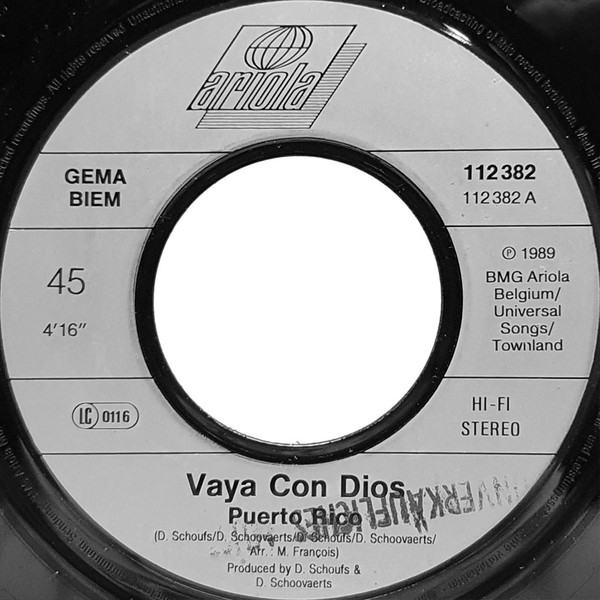 ariola
GEMA
BIEM
112 382
112 382 A
45
4'16"
℗ 1989
BMG Ariola
Belgium/
Universal
Songs/
Townland
LC 0116
HI-FI
STEREO
Vaya Con Dios
Puerto Rico
(D. Schoufs/D. Schoovaerts/D. Schoufs/D. Schoovaerts/
Arr.: M. François)
Produced by D. Schoufs &
D. Schoovaerts